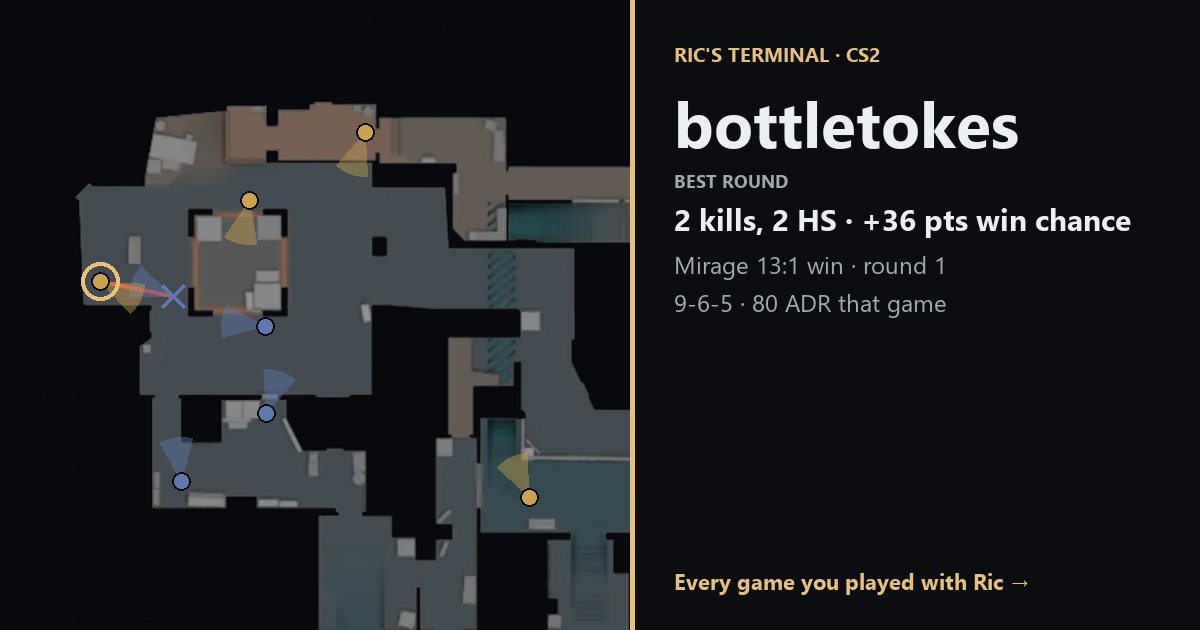 RIC'S TERMINAL · CS2
bottletokes
BEST ROUND
2 kills, 2 HS · +36 pts win chance
Mirage 13:1 win · round 1
9-6-5 · 80 ADR that game
Every game you played with Ric →